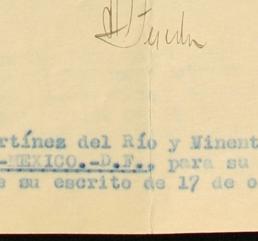 rtínez del Río y Vinent
-MEXICO.-D.F., para su
e su escrito de 17 de o